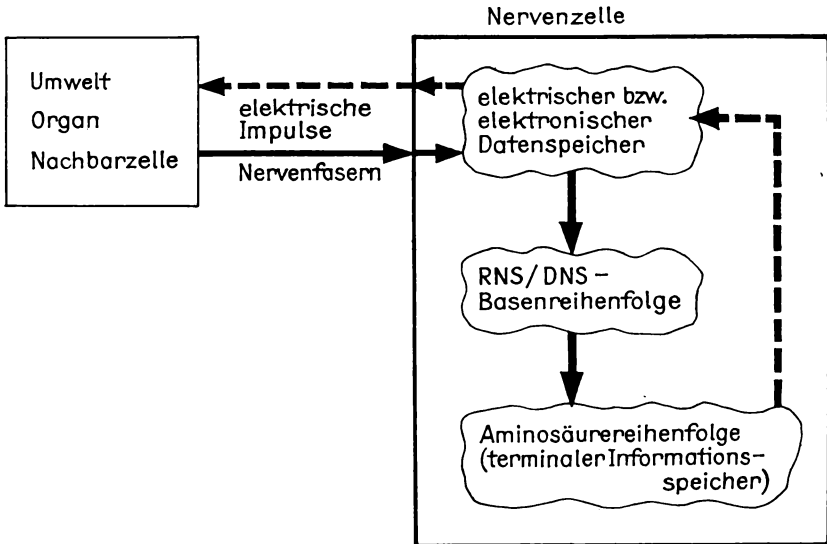 Nervenzelle
Umwelt
Organ
Nachbarzelle
elektrische
Impulse
Nervenfasern
elektrischer bzw.
elektronischer
Datenspeicher
RNS/DNS-
Basenreihenfolge
Aminosäurereihenfolge
(terminaler Informations-
speicher)